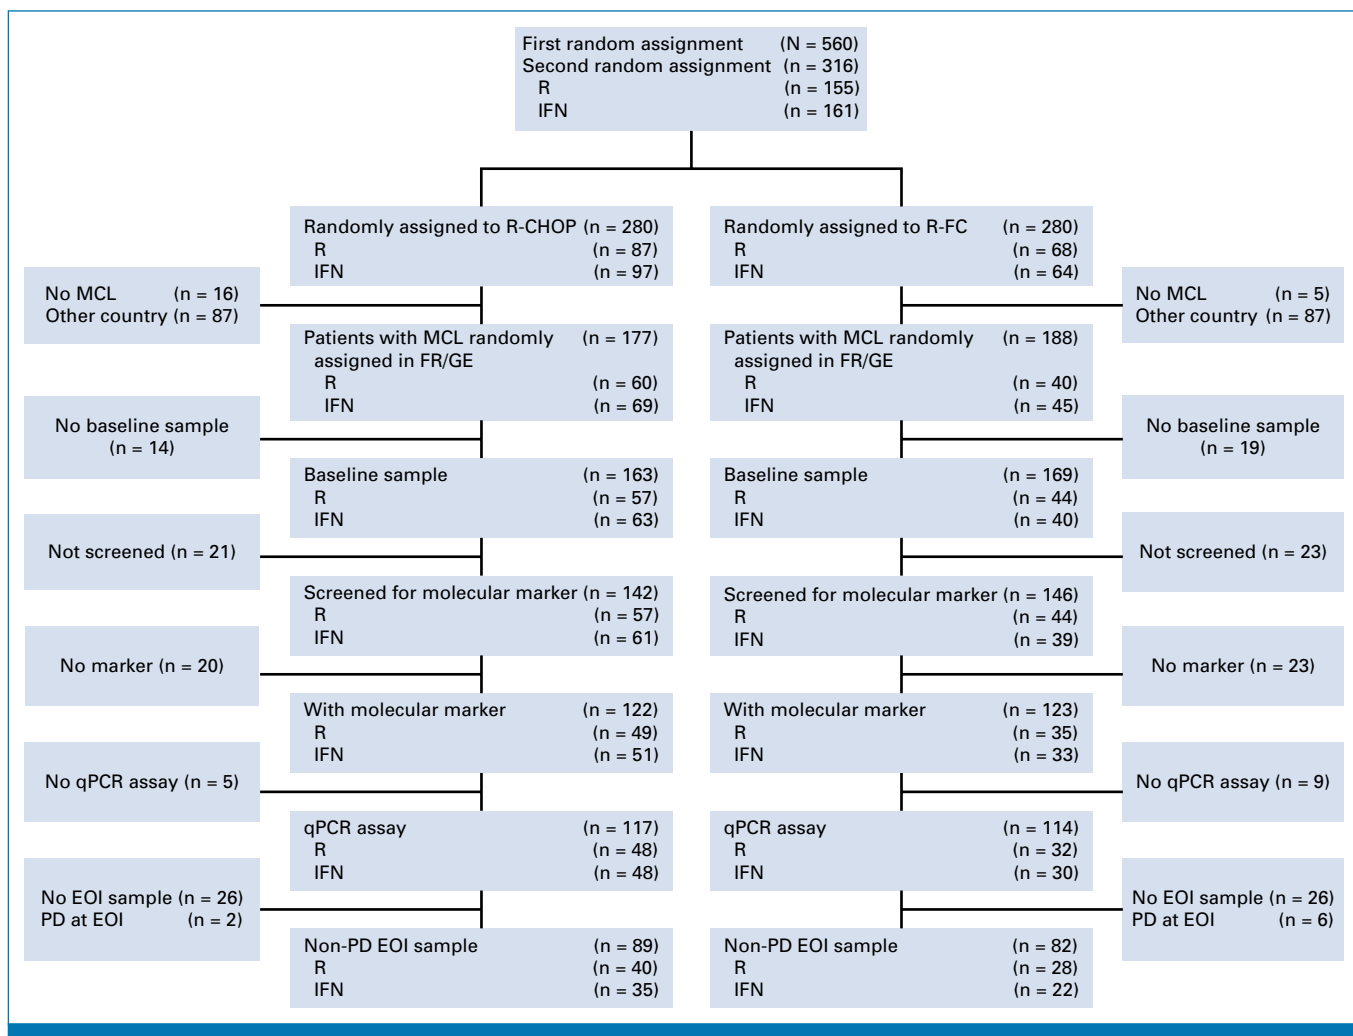 First random assignment (N = 560)
Second random assignment (n = 316)
R (n = 155)
IFN (n = 161)
Randomly assigned to R-CHOP (n = 280)
R (n = 87)
IFN (n = 97)
Randomly assigned to R-FC (n = 280)
R (n = 68)
IFN (n = 64)
No MCL (n = 16)
Other country (n = 87)
No MCL (n = 5)
Other country (n = 87)
Patients with MCL randomly (n = 177)
assigned in FR/GE
R (n = 60)
IFN (n = 69)
Patients with MCL randomly (n = 188)
assigned in FR/GE
R (n = 40)
IFN (n = 45)
No baseline sample
(n = 14)
No baseline sample
(n = 19)
Baseline sample (n = 163)
R (n = 57)
IFN (n = 63)
Baseline sample (n = 169)
R (n = 44)
IFN (n = 40)
Not screened (n = 21)
Not screened (n = 23)
Screened for molecular marker (n = 142)
R (n = 57)
IFN (n = 61)
Screened for molecular marker (n = 146)
R (n = 44)
IFN (n = 39)
No marker (n = 20)
No marker (n = 23)
With molecular marker (n = 122)
R (n = 49)
IFN (n = 51)
With molecular marker (n = 123)
R (n = 35)
IFN (n = 33)
No qPCR assay (n = 5)
No qPCR assay (n = 9)
qPCR assay (n = 117)
R (n = 48)
IFN (n = 48)
qPCR assay (n = 114)
R (n = 32)
IFN (n = 30)
No EOI sample (n = 26)
PD at EOI (n = 2)
No EOI sample (n = 26)
PD at EOI (n = 6)
Non-PD EOI sample (n = 89)
R (n = 40)
IFN (n = 35)
Non-PD EOI sample (n = 82)
R (n = 28)
IFN (n = 22)